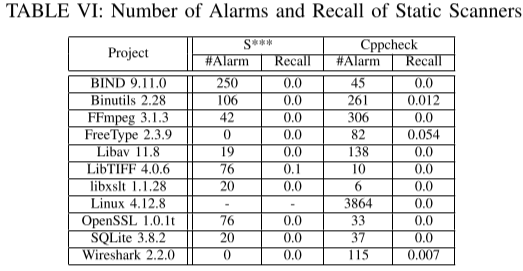 TABLE VI: Number of Alarms and Recall of Static Scanners
Project S*** Cppcheck
#Alarm Recall #Alarm Recall
BIND 9.11.0 250 0.0 45 0.0
Binutils 2.28 106 0.0 261 0.012
FFmpeg 3.1.3 42 0.0 306 0.0
FreeType 2.3.9 0 0.0 82 0.054
Libav 11.8 19 0.0 138 0.0
LibTIFF 4.0.6 76 0.1 10 0.0
libxslt 1.1.28 20 0.0 6 0.0
Linux 4.12.8 - - 3864 0.0
OpenSSL 1.0.1t 76 0.0 33 0.0
SQLite 3.8.2 20 0.0 37 0.0
Wireshark 2.2.0 0 0.0 115 0.007